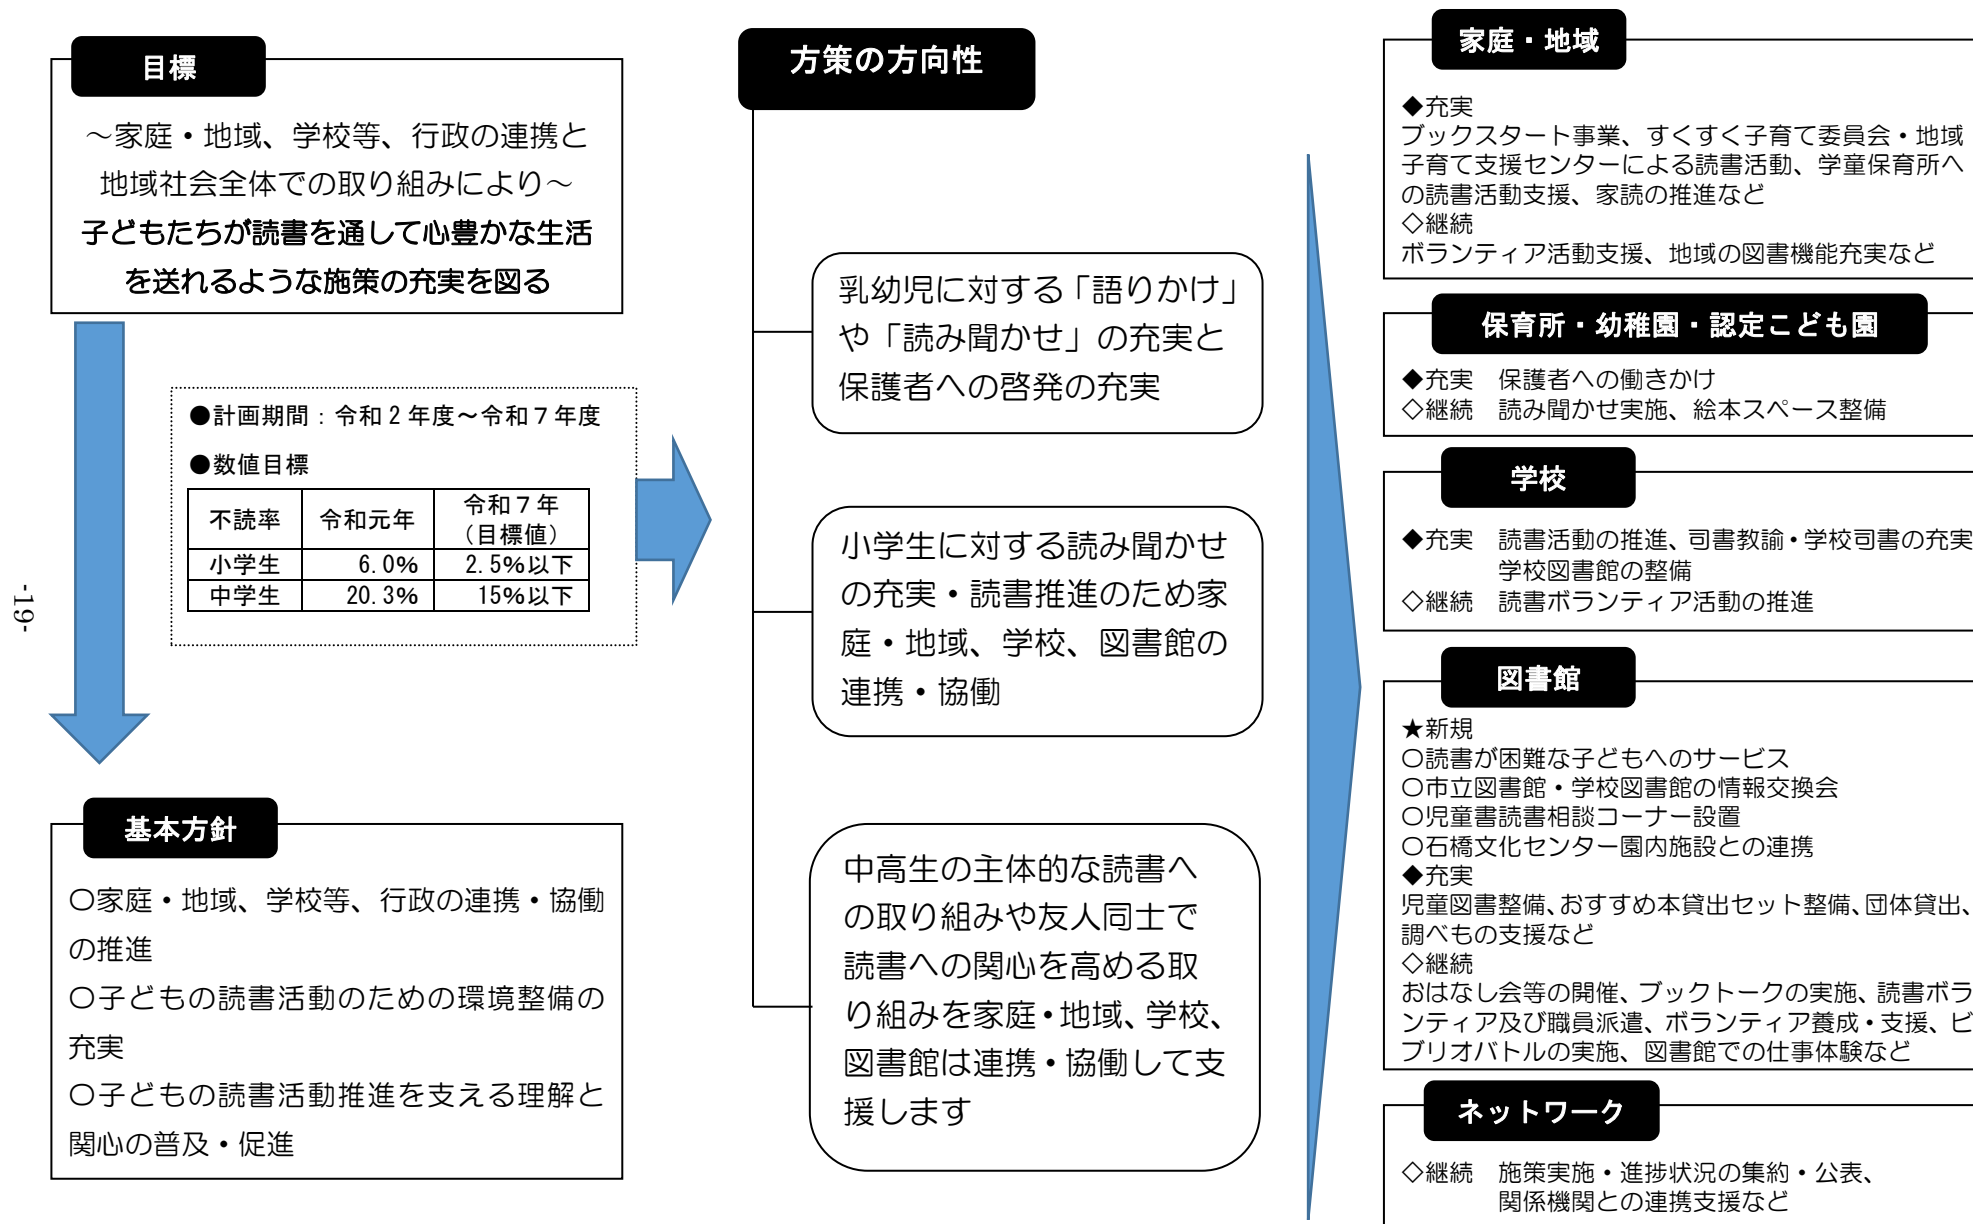 目標
～家庭・地域、学校等、行政の連携と
地域社会全体での取り組みにより～
子どもたちが読書を通して心豊かな生活
を送れるような施策の充実を図る
●計画期間：令和２年度～令和７年度
●数値目標
不読率 令和元年 令和７年
（目標値）
小学生 6.0% 2.5%以下
中学生 20.3% 15%以下
-19-
基本方針
○家庭・地域、学校等、行政の連携・協働
の推進
○子どもの読書活動のための環境整備の
充実
○子どもの読書活動推進を支える理解と
関心の普及・促進
方策の方向性
乳幼児に対する「語りかけ」
や「読み聞かせ」の充実と
保護者への啓発の充実
小学生に対する読み聞かせ
の充実・読書推進のため家
庭・地域、学校、図書館の
連携・協働
中高生の主体的な読書へ
の取り組みや友人同士で
読書への関心を高める取
り組みを家庭・地域、学校、
図書館は連携・協働して支
援します
家庭・地域
◆充実
ブックスタート事業、すくすく子育て委員会・地域
子育て支援センターによる読書活動、学童保育所へ
の読書活動支援、家読の推進など
◇継続
ボランティア活動支援、地域の図書機能充実など
保育所・幼稚園・認定こども園
◆充実　保護者への働きかけ
◇継続　読み聞かせ実施、絵本スペース整備
学校
◆充実　読書活動の推進、司書教諭・学校司書の充実
学校図書館の整備
◇継続　読書ボランティア活動の推進
図書館
★新規
○読書が困難な子どもへのサービス
○市立図書館・学校図書館の情報交換会
○児童書読書相談コーナー設置
○石橋文化センター園内施設との連携
◆充実
児童図書整備、おすすめ本貸出セット整備、団体貸出、
調べもの支援など
◇継続
おはなし会等の開催、ブックトークの実施、読書ボラ
ンティア及び職員派遣、ボランティア養成・支援、ビ
ブリオバトルの実施、図書館での仕事体験など
ネットワーク
◇継続　施策実施・進捗状況の集約・公表、
関係機関との連携支援など